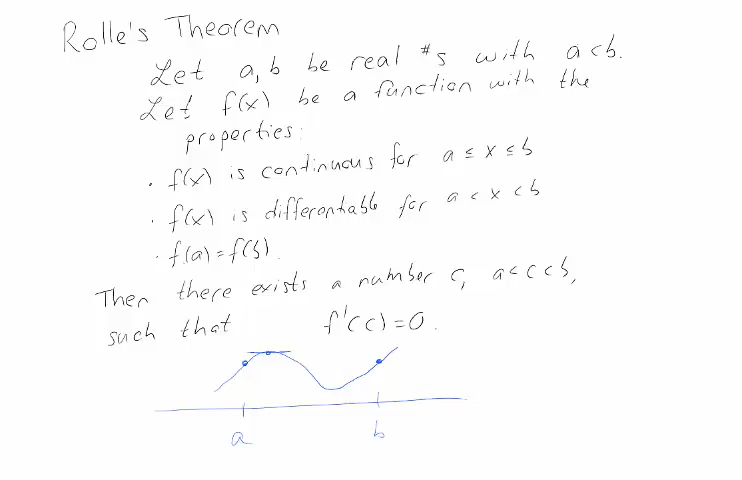 Rolle's Theorem
Let a, b be real #s with a<b.
Let f(x) be a function with the
properties:
· f(x) is continuous for a ≤ x ≤ b
· f(x) is differentiable for a < x < b
· f(a) = f(b).
Then there exists a number c, a<c<b,
such that f'(c)=0.
a b